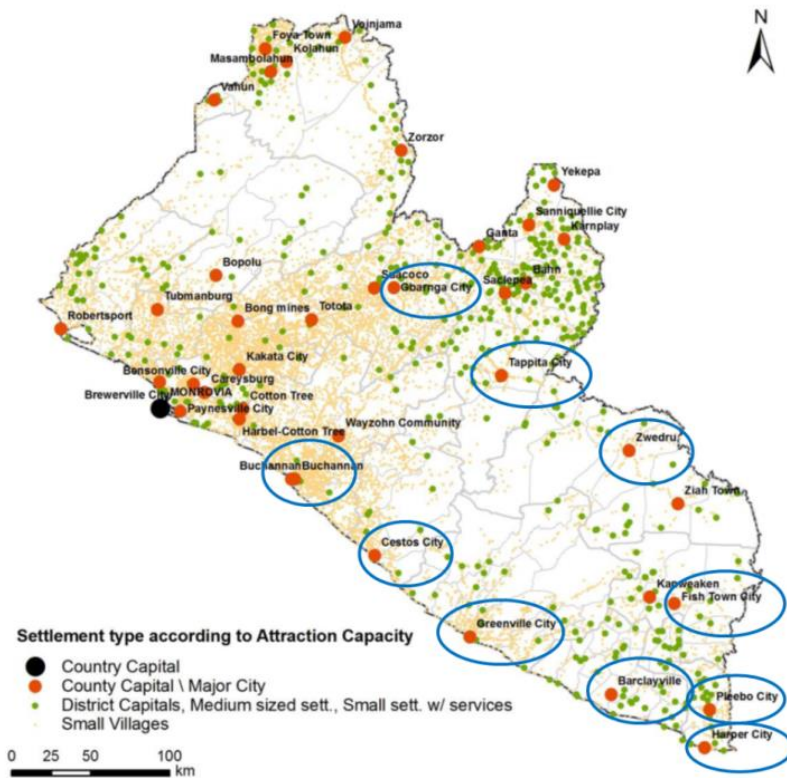 N
Foya Town
Voinjama
Kolahun
Masambolahun
Vahun
Zorzor
Yekepa
Sanniquellie City
Karnplay
Ganta
Bahn
Saclepea
Suacoco
Gbarnga City
Bopolu
Tubmanburg
Bong mines
Totota
Robertsport
Kakata City
Tappita City
Bensonville City
Careysburg
Brewerville City
MONROVIA
Cotton Tree
Paynesville City
Harbel-Cotton Tree
Wayzohn Community
Zwedru
BuchannanBuchannan
Ziah Town
Cestos City
Kanweaken
Fish Town City
Greenville City
Barclayville
Pleebo City
Harper City
Settlement type according to Attraction Capacity
Country Capital
County Capital \ Major City
District Capitals, Medium sized sett., Small sett. w/ services
Small Villages
0 25 50 100
km